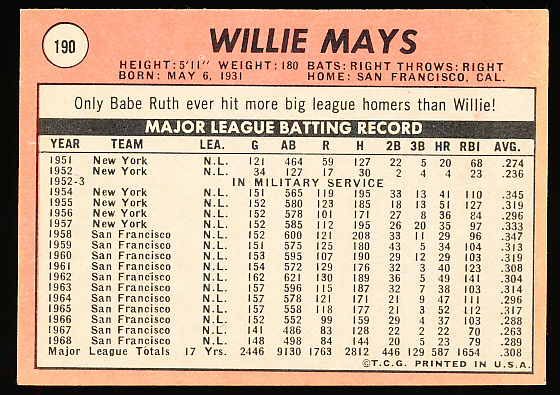 190
WILLIE MAYS
HEIGHT: 5'11" WEIGHT: 180 BATS: RIGHT THROWS: RIGHT
BORN: MAY 6, 1931 HOME: SAN FRANCISCO, CAL.
Only Babe Ruth ever hit more big league homers than Willie!
MAJOR LEAGUE BATTING RECORD
YEAR TEAM LEA. G AB R H 2B 3B HR RBI AVG.
1951 New York N.L. 121 464 59 127 22 5 20 68 .274
1952 New York N.L. 34 127 17 30 2 4 4 23 .236
1952-3 IN MILITARY SERVICE
1954 New York N.L. 151 565 119 195 33 13 41 110 .345
1955 New York N.L. 152 580 123 185 18 13 51 127 .319
1956 New York N.L. 152 578 101 171 27 8 36 84 .296
1957 New York N.L. 152 585 112 195 26 20 35 97 .333
1958 San Francisco N.L. 152 600 121 208 33 11 29 96 .347
1959 San Francisco N.L. 151 575 125 180 43 5 34 104 .313
1960 San Francisco N.L. 153 595 107 190 29 12 29 103 .319
1961 San Francisco N.L. 154 572 129 176 32 3 40 123 .308
1962 San Francisco N.L. 162 621 130 189 36 5 49 141 .304
1963 San Francisco N.L. 157 596 115 187 32 7 38 103 .314
1964 San Francisco N.L. 157 578 121 171 21 9 47 111 .296
1965 San Francisco N.L. 157 558 118 177 21 3 52 112 .317
1966 San Francisco N.L. 152 552 99 159 29 4 37 103 .288
1967 San Francisco N.L. 141 486 83 128 22 2 22 70 .263
1968 San Francisco N.L. 148 498 84 144 20 5 23 79 .289
Major League Totals 17 Yrs. 2446 9130 1763 2812 446 129 587 1654 .308
©T.C.G. PRINTED IN U.S.A.